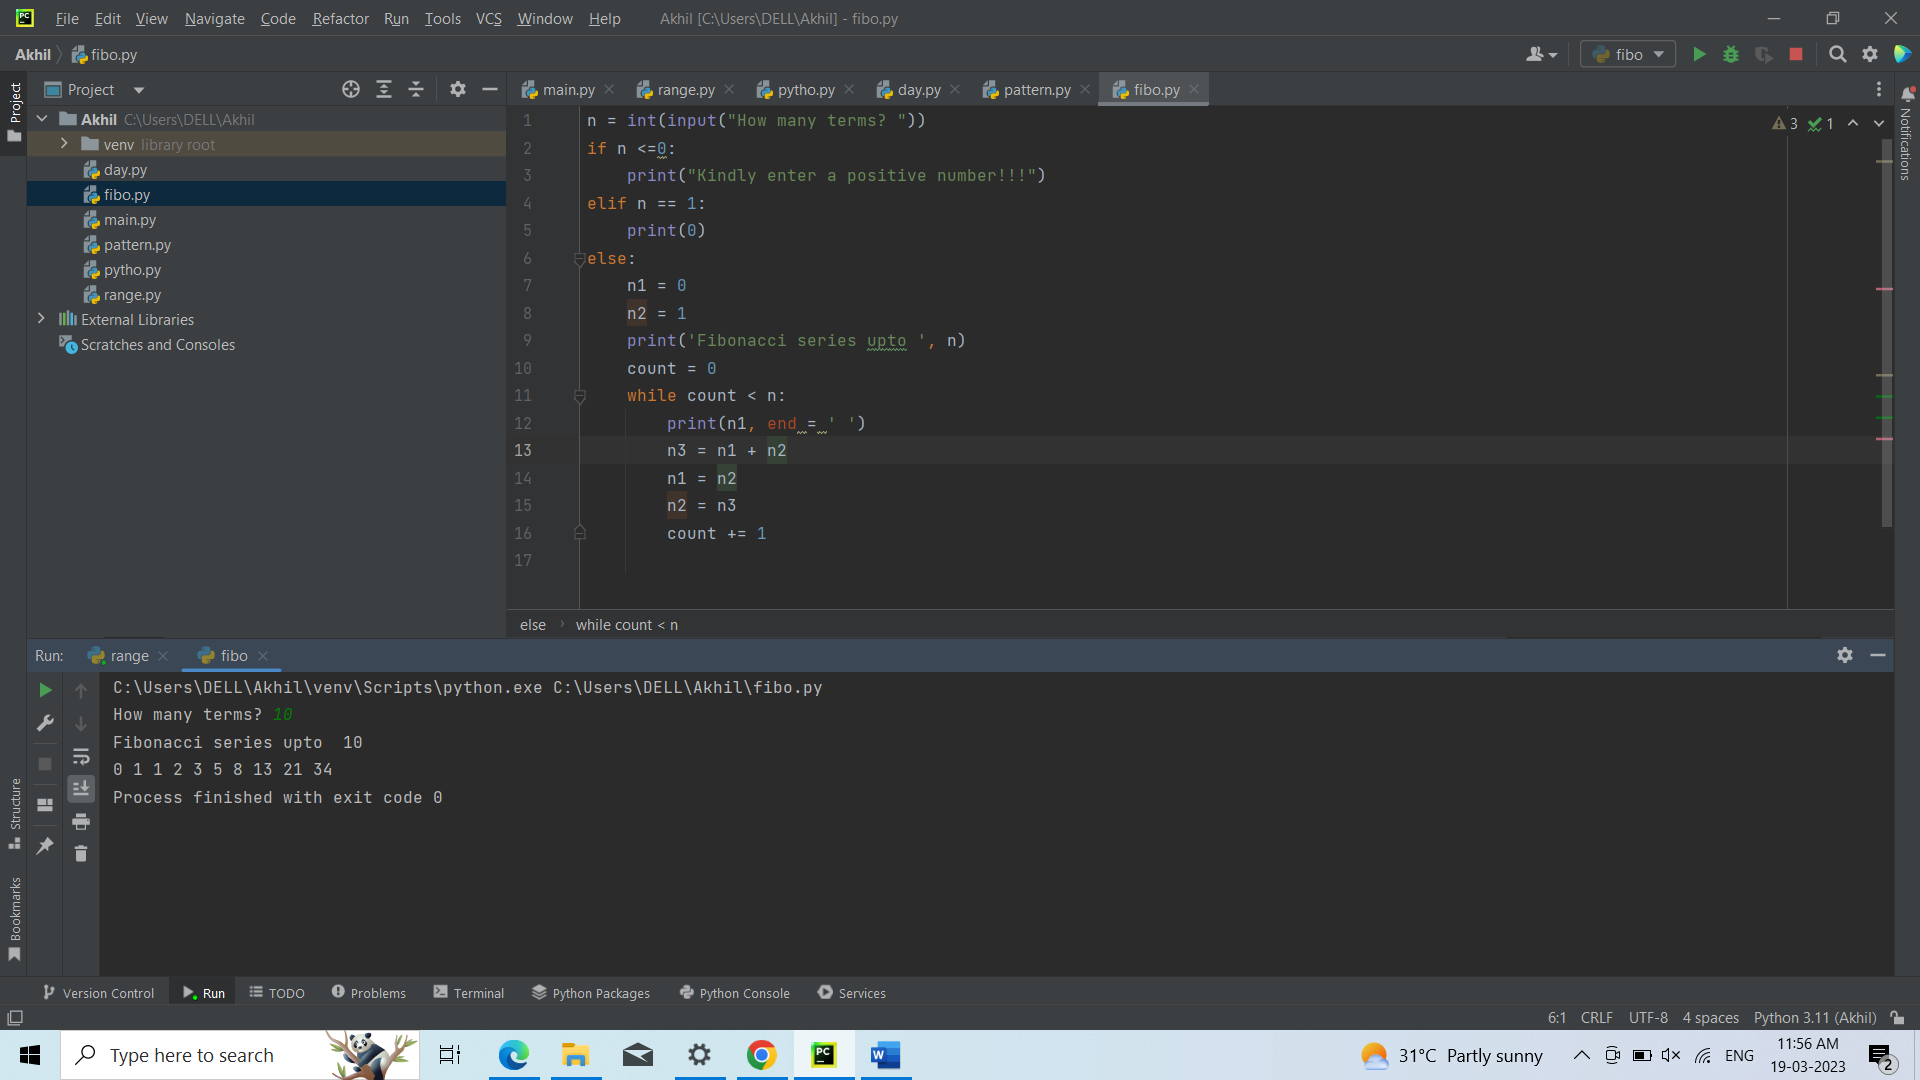 File Edit View Navigate Code Refactor Run Tools VCS Window Help Akhil [C:\Users\DELL\Akhil] - fibo.py
Akhil fibo.py
fibo
Project
main.py range.py pytho.py day.py pattern.py fibo.py
Project
Akhil C:\Users\DELL\Akhil
venv library root
day.py
fibo.py
main.py
pattern.py
pytho.py
range.py
External Libraries
Scratches and Consoles
1 n = int(input("How many terms? "))
2 if n <=0:
3 print("Kindly enter a positive number!!!")
4 elif n == 1:
5 print(0)
6 else:
7 n1 = 0
8 n2 = 1
9 print('Fibonacci series upto ', n)
10 count = 0
11 while count < n:
12 print(n1, end = ' ')
13 n3 = n1 + n2
14 n1 = n2
15 n2 = n3
16 count += 1
17
3 1
Notifications
else while count < n
Run: range fibo
C:\Users\DELL\Akhil\venv\Scripts\python.exe C:\Users\DELL\Akhil\fibo.py
How many terms? 10
Fibonacci series upto  10
0 1 1 2 3 5 8 13 21 34
Process finished with exit code 0
Structure
Bookmarks
Version Control Run TODO Problems Terminal Python Packages Python Console Services
6:1 CRLF UTF-8 4 spaces Python 3.11 (Akhil)
Type here to search
PC
W
31°C Partly sunny
ENG
11:56 AM
19-03-2023
2